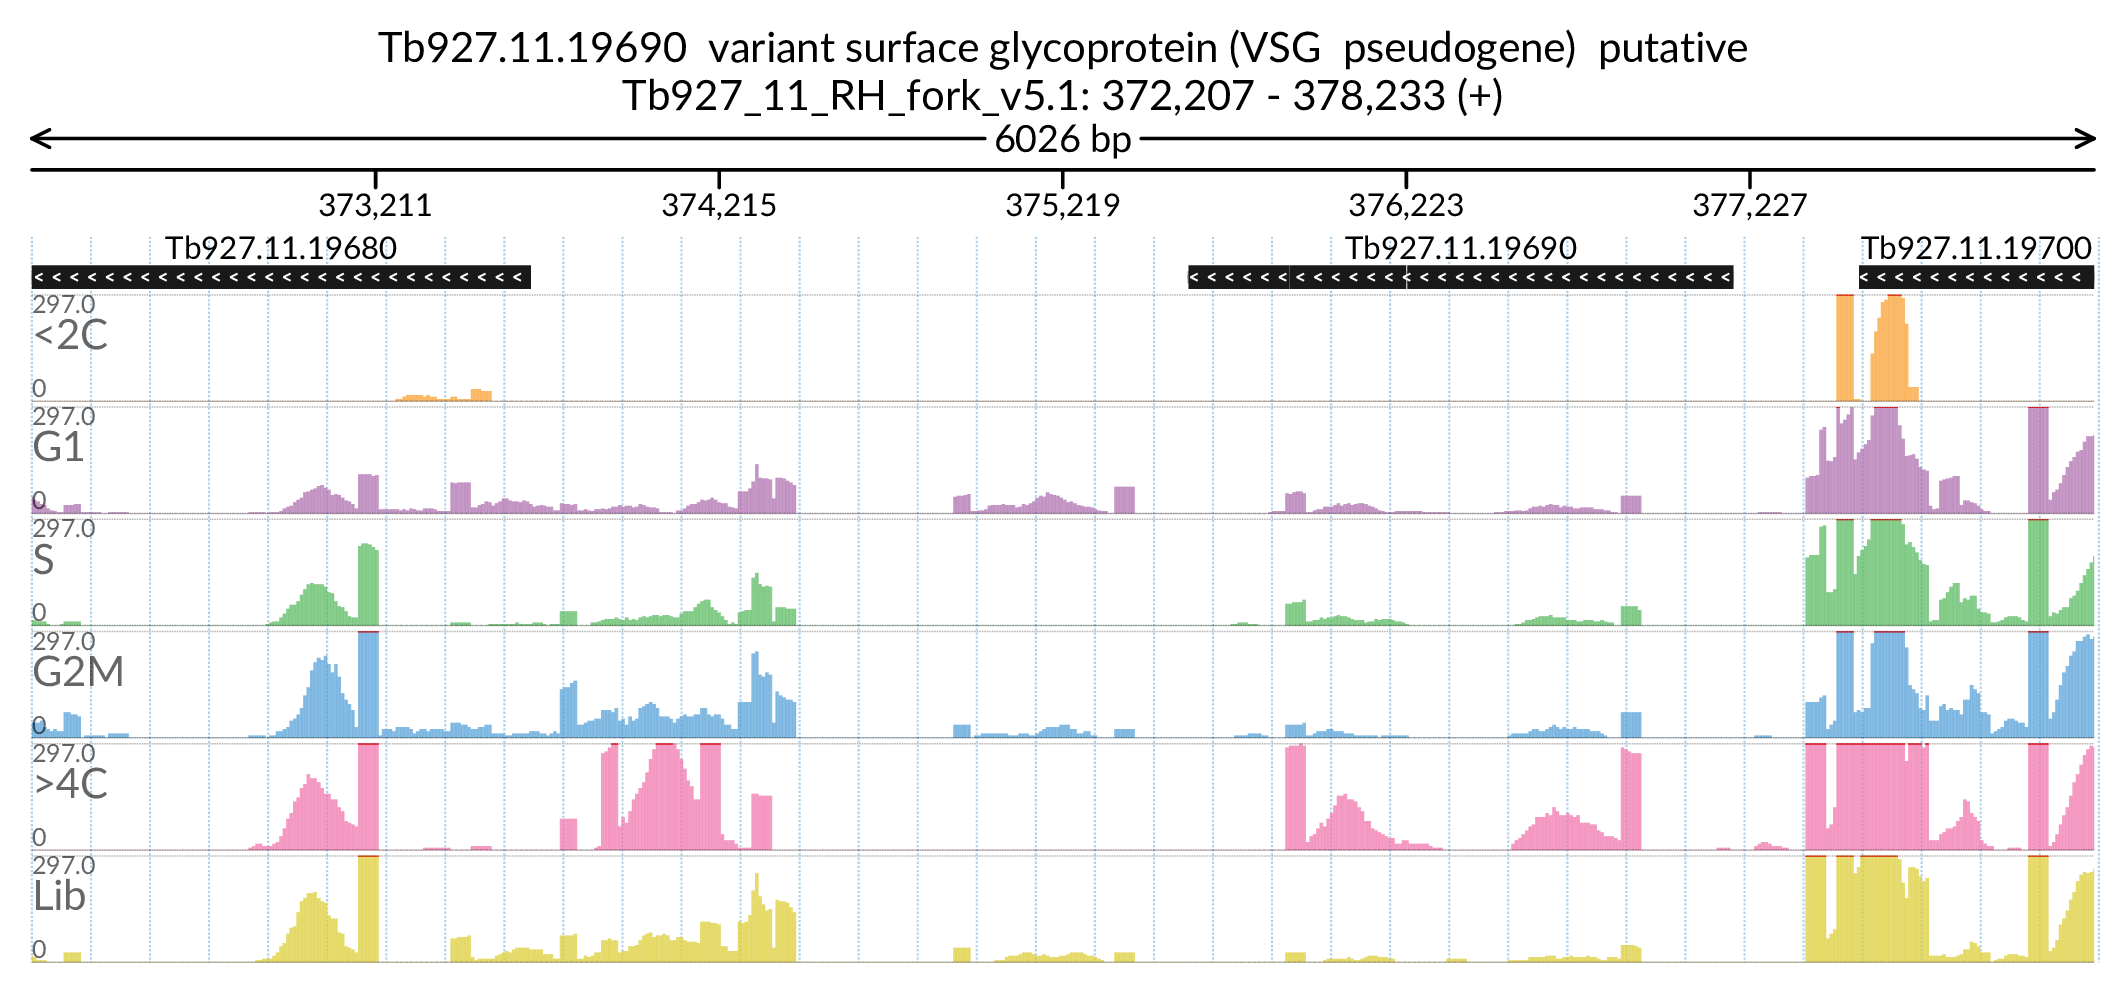 Tb927.11.19690  variant surface glycoprotein (VSG  pseudogene)  putative
Tb927_11_RH_fork_v5.1: 372,207 - 378,233 (+)
6026 bp
373,211 374,215 375,219 376,223 377,227
Tb927.11.19680 Tb927.11.19690 Tb927.11.19700
297.0
<2C
0
297.0
G1
0
297.0
S
0
297.0
G2M
0
297.0
>4C
0
297.0
Lib
0